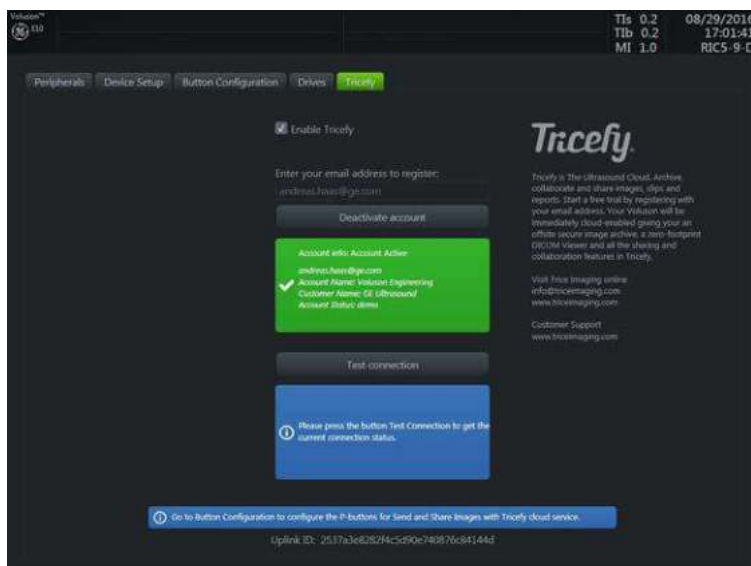 Voluson™
E10
TIs 0.2 08/29/2016
TIb 0.2 17:01:41
MI 1.0 RIC5-9-D
Peripherals Device Setup Button Configuration Drives Tricefy
Enable Tricefy
Enter your email address to register:
andreas.haas@ge.com
Deactivate account
Account info: Account Active
andreas.haas@ge.com
Account Name: Voluson Engineering
Customer Name: GE Ultrasound
Account Status: demo
Test connection
Please press the button Test Connection to get the
current connection status.
Tricefy.
Tricefy is The Ultrasound Cloud. Archive,
collaborate and share images, clips and
reports. Start a free trial by registering with
your email address. Your Voluson will be
immediately cloud-enabled giving your an
offsite secure image archive, a zero-footprint
DICOM Viewer and all the sharing and
collaboration features in Tricefy.
Visit Trice Imaging online
info@triceimaging.com
www.triceimaging.com
Customer Support
www.triceimaging.com
Go to Button Configuration to configure the P-buttons for Send and Share Images with Tricefy cloud service.
Uplink ID: 2537a3e8282f4c5d90e740876c84144d